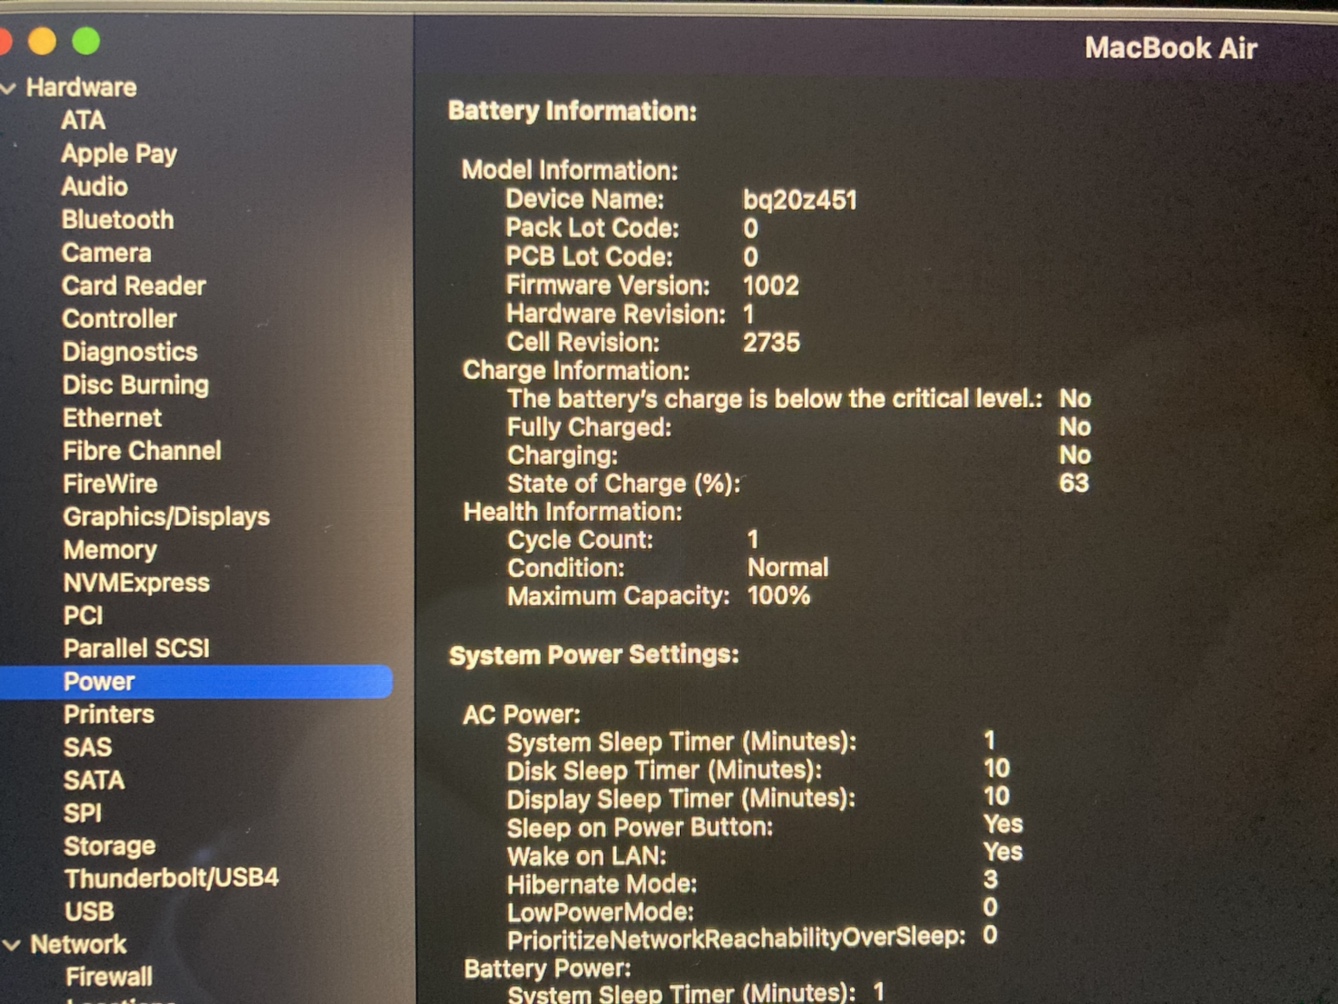 MacBook Air
Hardware
ATA
Apple Pay
Audio
Bluetooth
Camera
Card Reader
Controller
Diagnostics
Disc Burning
Ethernet
Fibre Channel
FireWire
Graphics/Displays
Memory
NVMExpress
PCI
Parallel SCSI
Power
Printers
SAS
SATA
SPI
Storage
Thunderbolt/USB4
USB
Network
Firewall
Battery Information:
Model Information:
Device Name: bq20z451
Pack Lot Code: 0
PCB Lot Code: 0
Firmware Version: 1002
Hardware Revision: 1
Cell Revision: 2735
Charge Information:
The battery's charge is below the critical level.: No
Fully Charged: No
Charging: No
State of Charge (%): 63
Health Information:
Cycle Count: 1
Condition: Normal
Maximum Capacity: 100%
System Power Settings:
AC Power:
System Sleep Timer (Minutes): 1
Disk Sleep Timer (Minutes): 10
Display Sleep Timer (Minutes): 10
Sleep on Power Button: Yes
Wake on LAN: Yes
Hibernate Mode: 3
LowPowerMode: 0
PrioritizeNetworkReachabilityOverSleep: 0
Battery Power:
System Sleep Timer (Minutes): 1